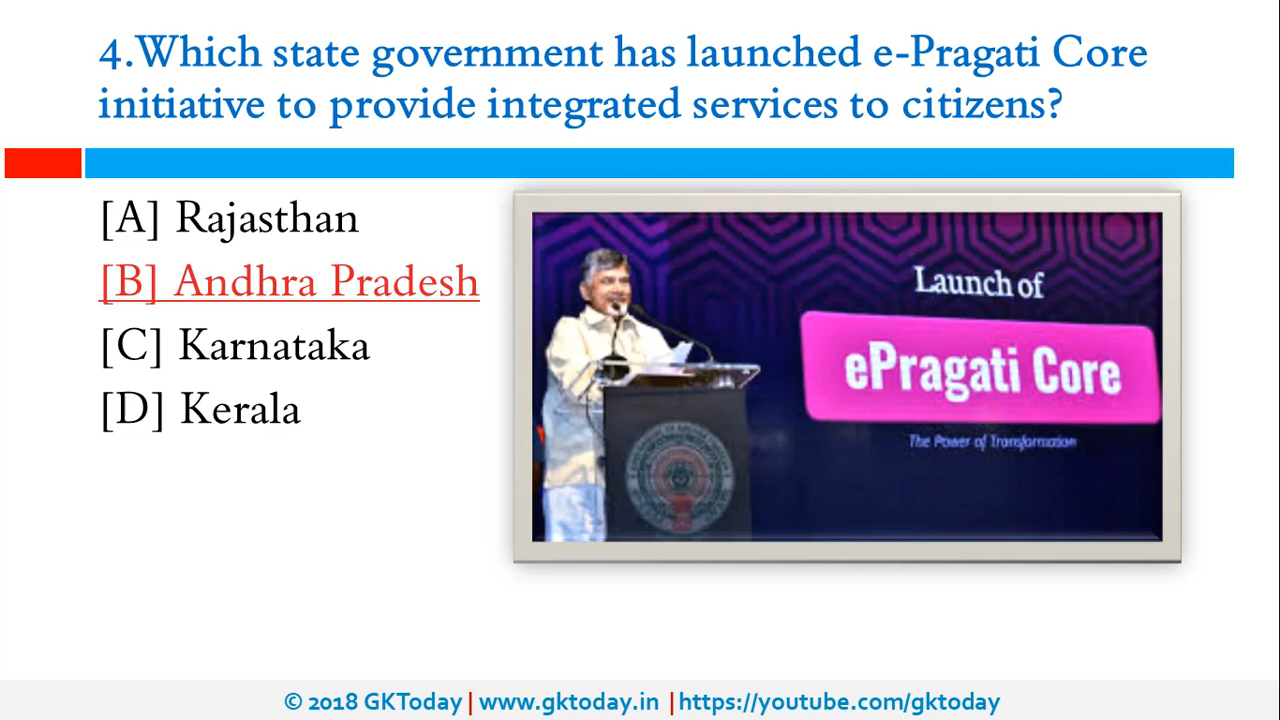 4.Which state government has launched e-Pragati Core
initiative to provide integrated services to citizens?
[A] Rajasthan
[B] Andhra Pradesh
[C] Karnataka
[D] Kerala
Launch of
ePragati Core
The Power of Transformation
© 2018 GKToday | www.gktoday.in | https://youtube.com/gktoday